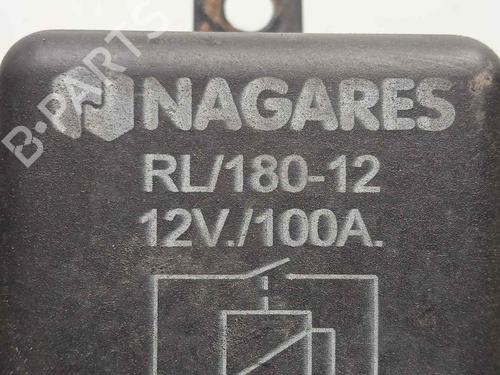 NAGARES
RL/180-12
12V./100A.
B-PARTS